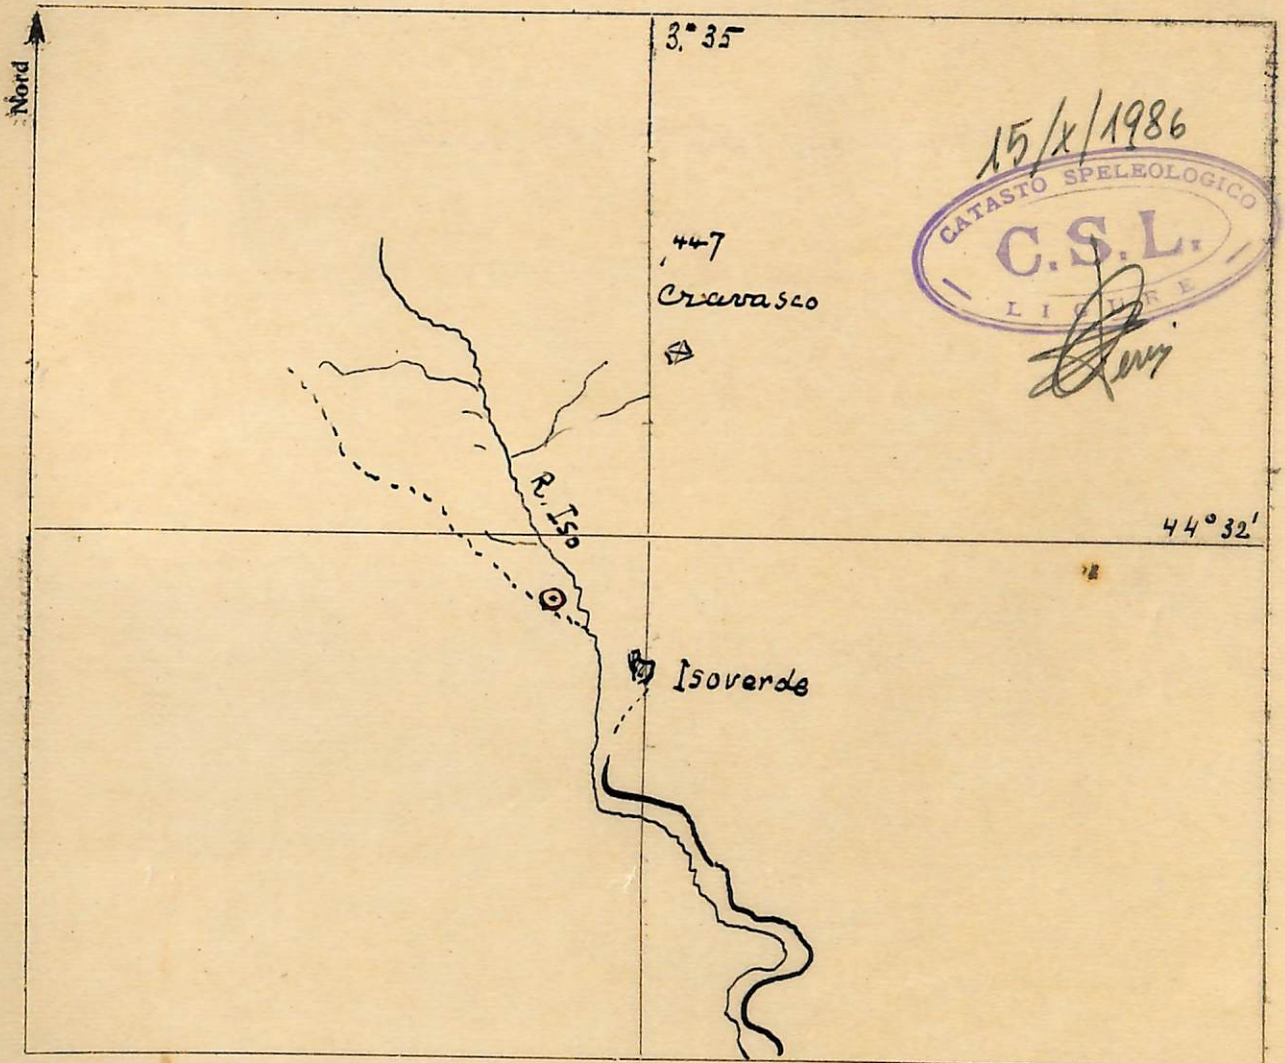 Nord
3.° 35
15/X/1986
CATASTO SPELEOLOGICO
C.S.L.
LIGURE
447
Cravasco
R. Iso
44° 32'
Isoverde